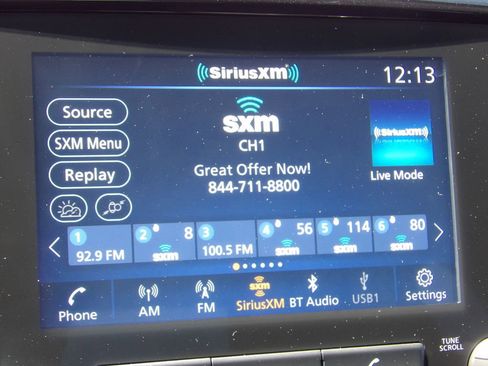 SiriusXM
12:13
Source
SXM Menu
Replay
sxm
CH1
Great Offer Now!
844-711-8800
SiriusXM
Live Mode
1 92.9 FM
2 8 sxm
3 100.5 FM
4 56 sxm
5 114 sxm
6 80 sxm
Phone
AM
FM
sxm
SiriusXM
BT Audio
USB1
Settings
TUNE
SCROLL